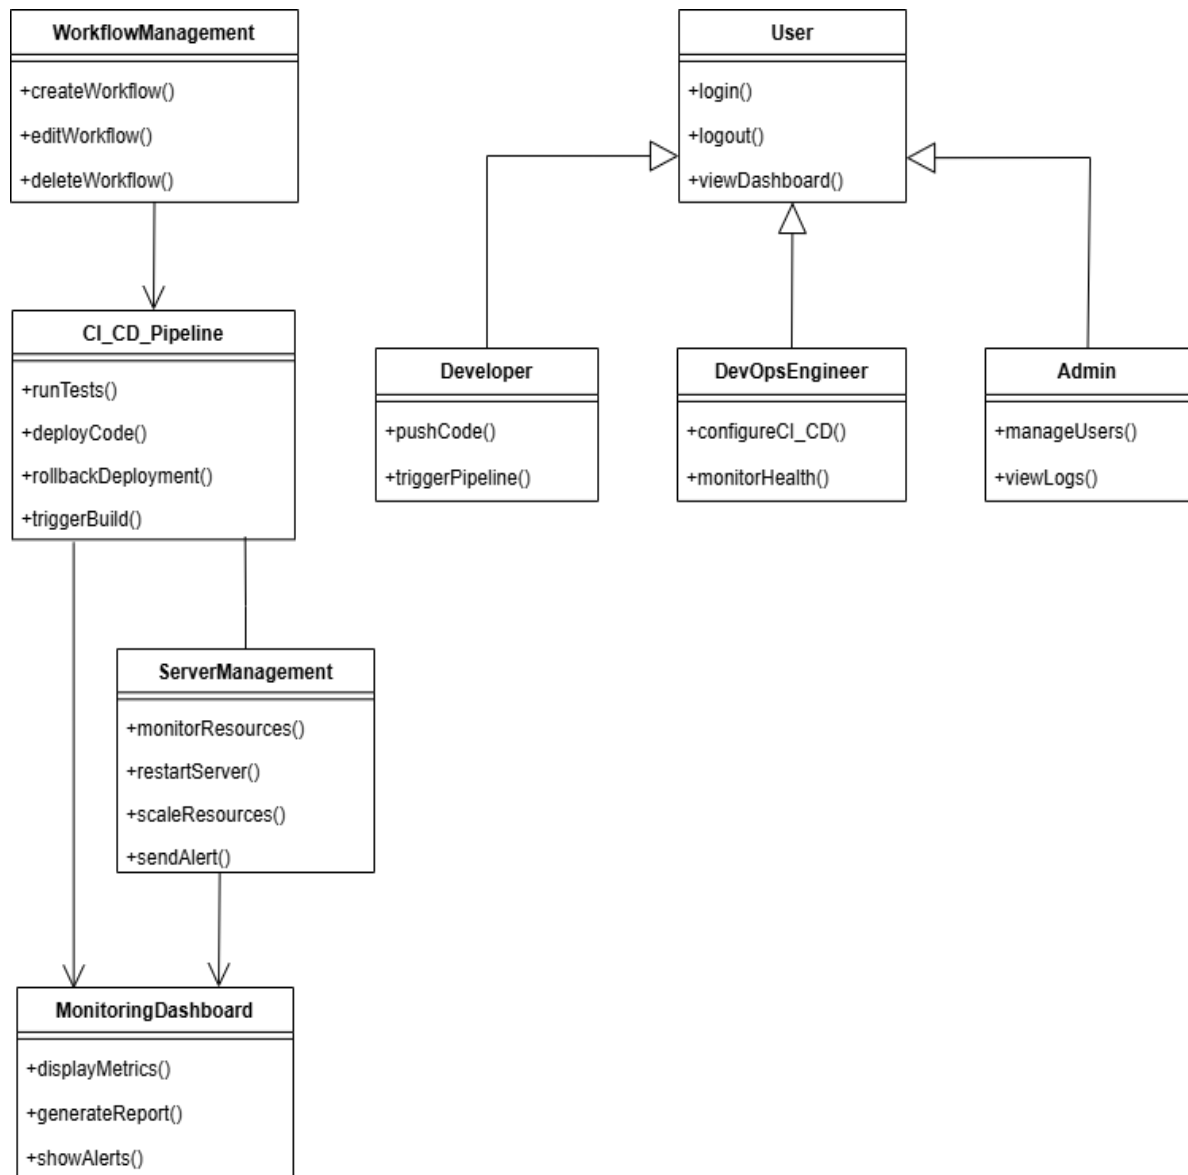 WorkflowManagement
+createWorkflow()
+editWorkflow()
+deleteWorkflow()
User
+login()
+logout()
+viewDashboard()
CI_CD_Pipeline
+runTests()
+deployCode()
+rollbackDeployment()
+triggerBuild()
Developer
+pushCode()
+triggerPipeline()
DevOpsEngineer
+configureCI_CD()
+monitorHealth()
Admin
+manageUsers()
+viewLogs()
ServerManagement
+monitorResources()
+restartServer()
+scaleResources()
+sendAlert()
MonitoringDashboard
+displayMetrics()
+generateReport()
+showAlerts()